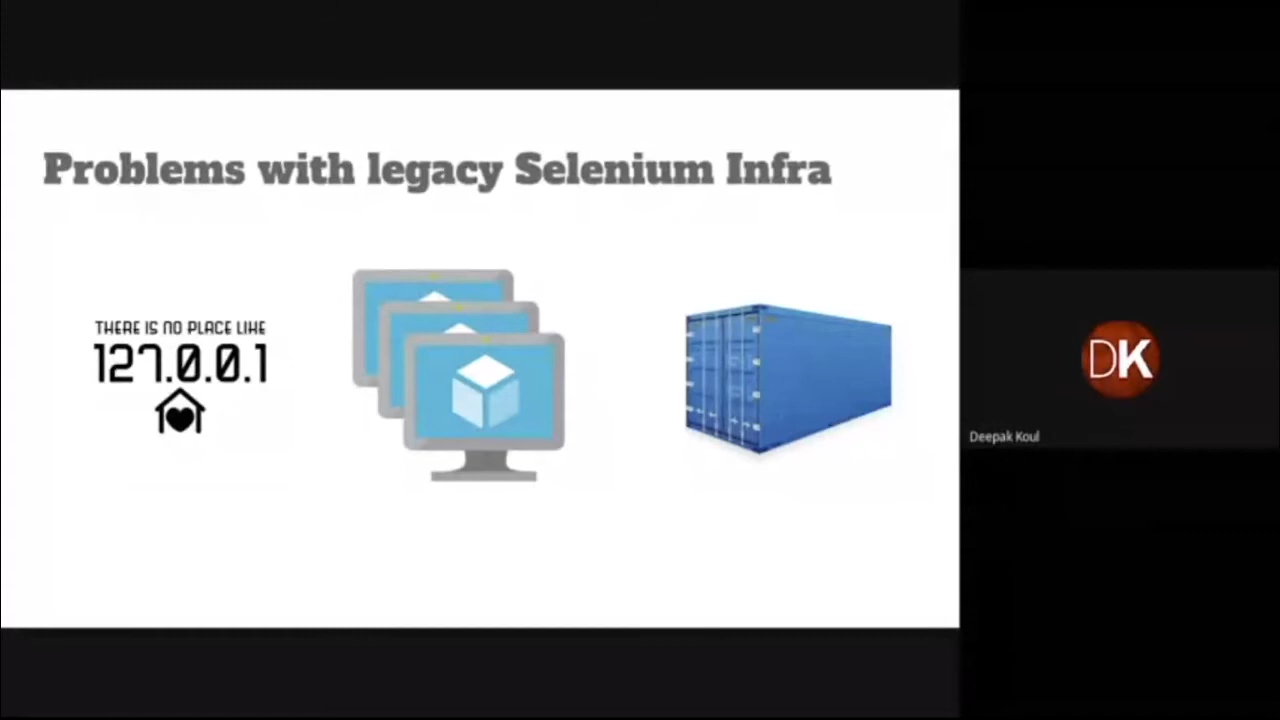 Problems with legacy Selenium Infra
THERE IS NO PLACE LIKE
127.0.0.1
DK
Deepak Koul